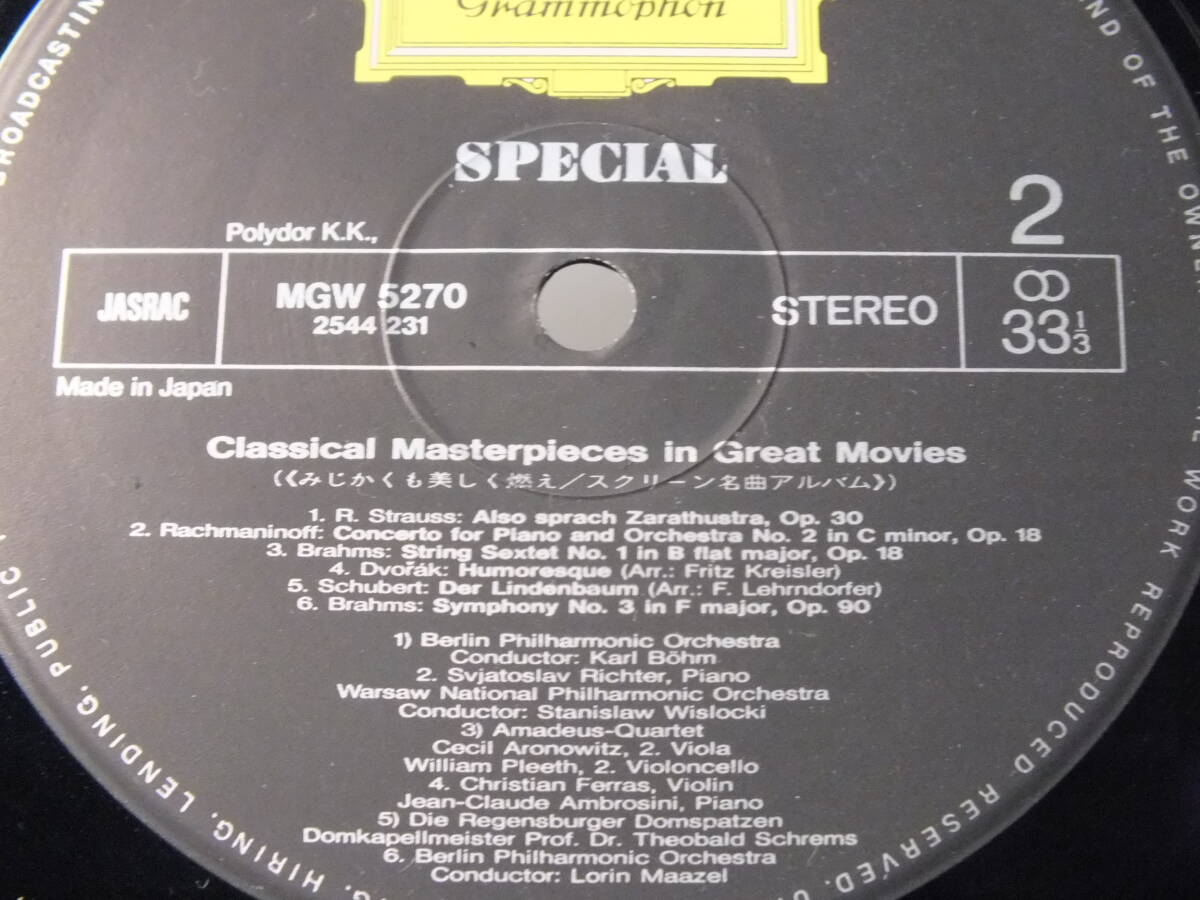 Grammophon
SPECIAL
2
Polydor K.K.,
JASRAC
MGW 5270
2544 231
STEREO
33 1/3
Made in Japan
Classical Masterpieces in Great Movies
(《みじかくも美しく燃え/スクリーン名曲アルバム》)
1. R. Strauss: Also sprach Zarathustra, Op. 30
2. Rachmaninoff: Concerto for Piano and Orchestra No. 2 in C minor, Op. 18
3. Brahms: String Sextet No. 1 in B flat major, Op. 18
4. Dvořák: Humoresque (Arr.: Fritz Kreisler)
5. Schubert: Der Lindenbaum (Arr.: F. Lehrndorfer)
6. Brahms: Symphony No. 3 in F major, Op. 90
1) Berlin Philharmonic Orchestra
Conductor: Karl Böhm
2. Svjatoslav Richter, Piano
Warsaw National Philharmonic Orchestra
Conductor: Stanislaw Wislocki
3) Amadeus-Quartet
Cecil Aronowitz, 2. Viola
William Pleeth, 2. Violoncello
4. Christian Ferras, Violin
Jean-Claude Ambrosini, Piano
5) Die Regensburger Domspatzen
Domkapellmeister Prof. Dr. Theobald Schrems
6. Berlin Philharmonic Orchestra
Conductor: Lorin Maazel
AND OF THE OWNE
WORK REPRODUCED RESERVED. U
G, HIRING, LENDING, PUBLIC
BROADCASTIN